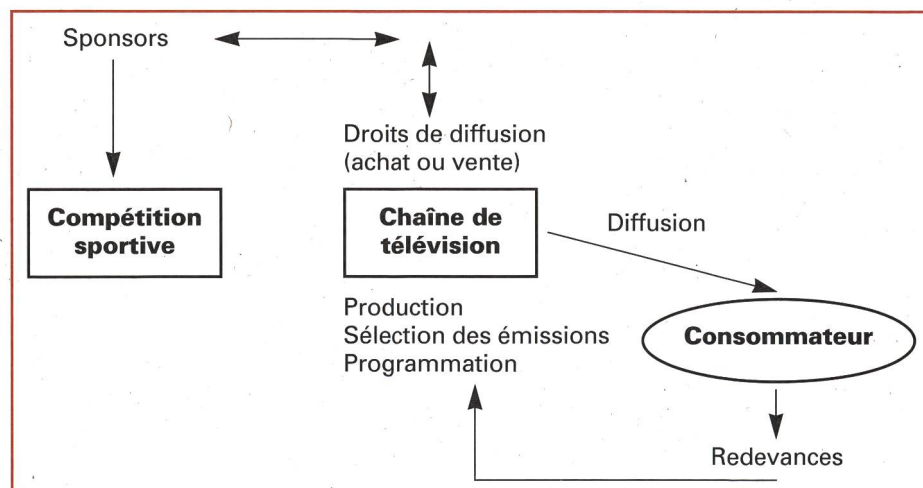 Sponsors
Droits de diffusion
(achat ou vente)
Compétition
sportive
Chaîne de
télévision
Diffusion
Production
Sélection des émissions
Programmation
Consommateur
Redevances